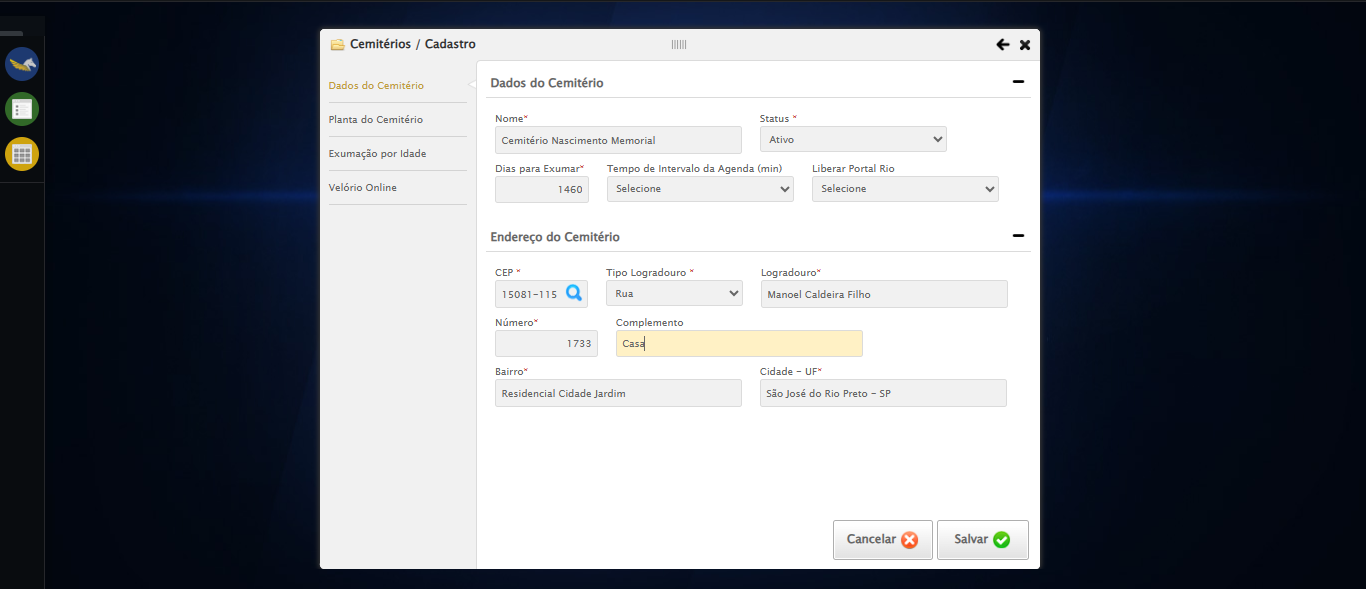 Cemitérios / Cadastro
Dados do Cemitério
Planta do Cemitério
Exumação por Idade
Velório Online
Dados do Cemitério
Nome* Status *
Cemitério Nascimento Memorial Ativo
Dias para Exumar* Tempo de Intervalo da Agenda (min) Liberar Portal Rio
1460 Selecione Selecione
Endereço do Cemitério
CEP * Tipo Logradouro * Logradouro*
15081-115 Rua Manoel Caldeira Filho
Número* Complemento
1733 Casa
Bairro* Cidade - UF*
Residencial Cidade Jardim São José do Rio Preto - SP
Cancelar Salvar